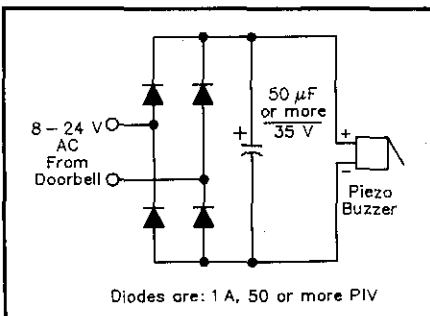 8 – 24 V
AC
From
Doorbell
50 µF
or more
35 V
+
+
–
Piezo
Buzzer
Diodes are: 1 A, 50 or more PIV